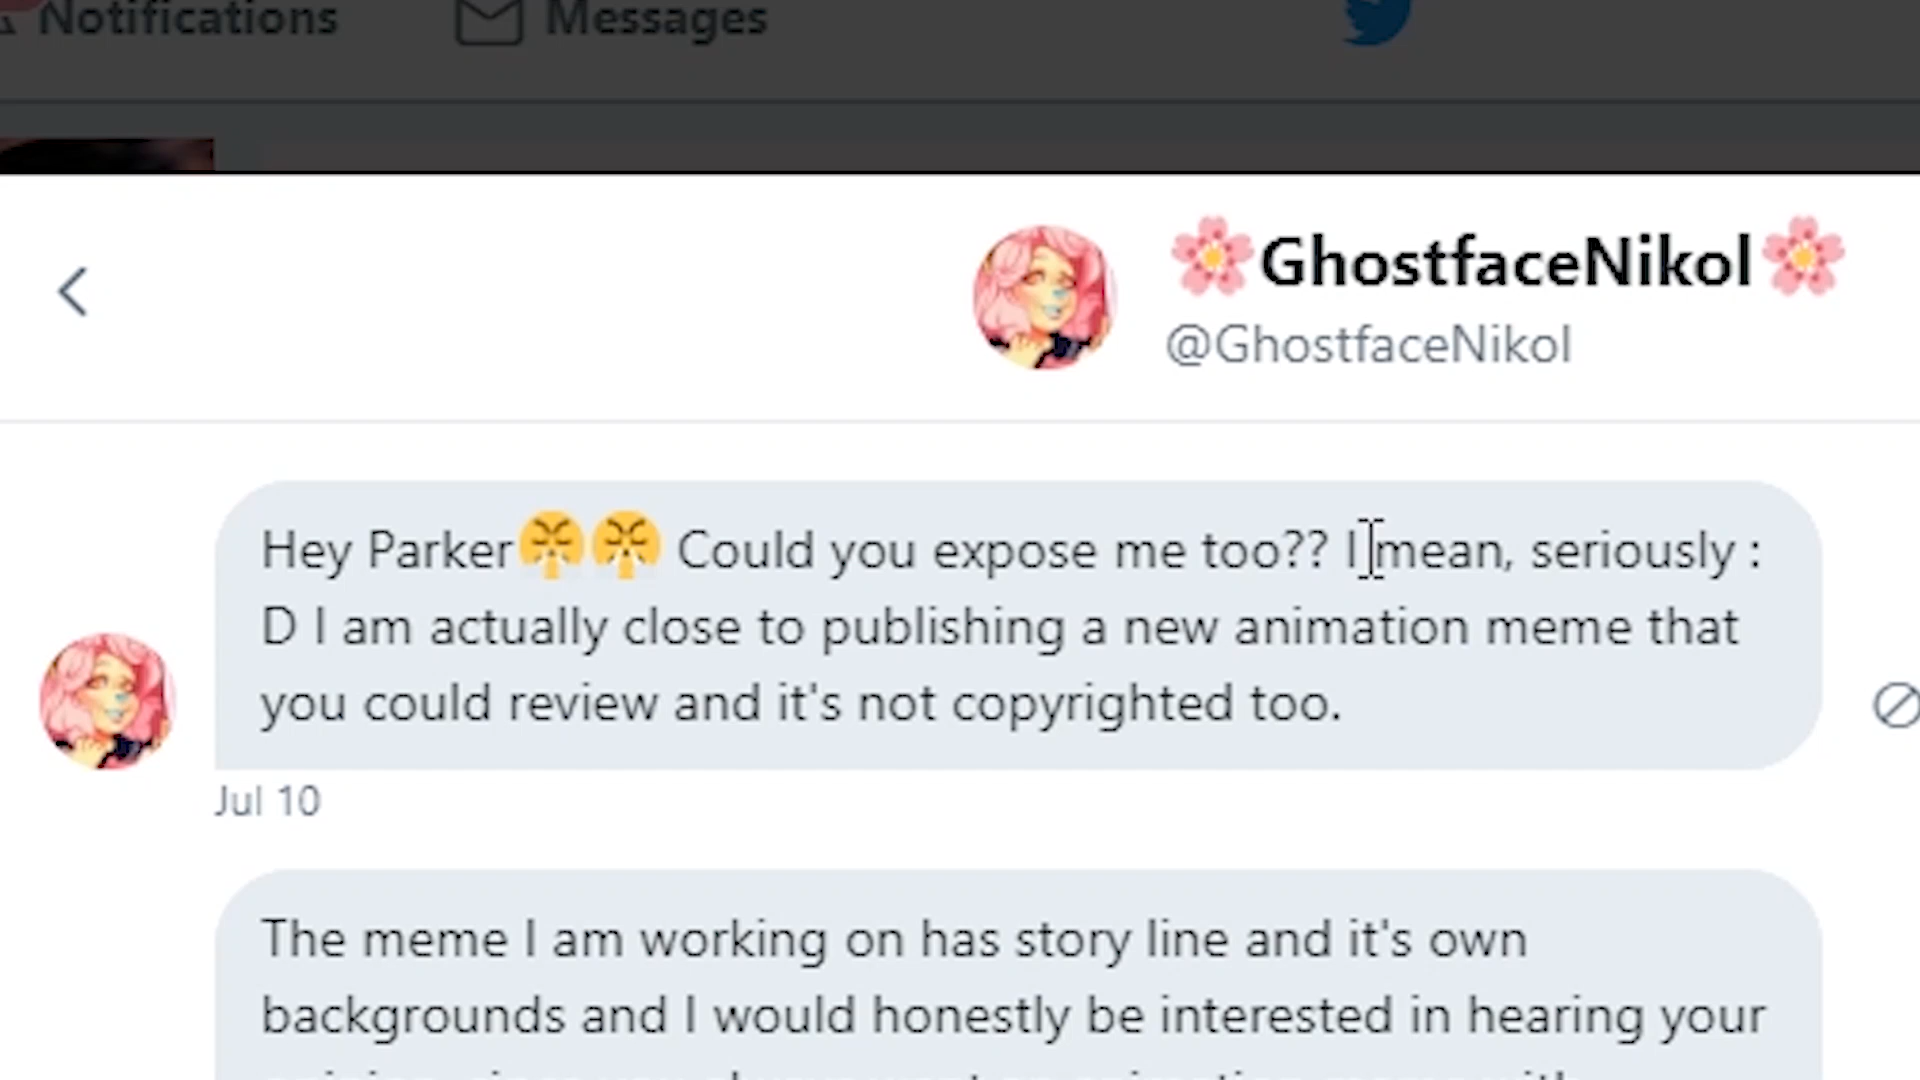 Notifications
Messages
🌸GhostfaceNikol🌸
@GhostfaceNikol
Hey Parker😤😤 Could you expose me too?? I mean, seriously :
D I am actually close to publishing a new animation meme that
you could review and it's not copyrighted too.
Jul 10
The meme I am working on has story line and it's own
backgrounds and I would honestly be interested in hearing your